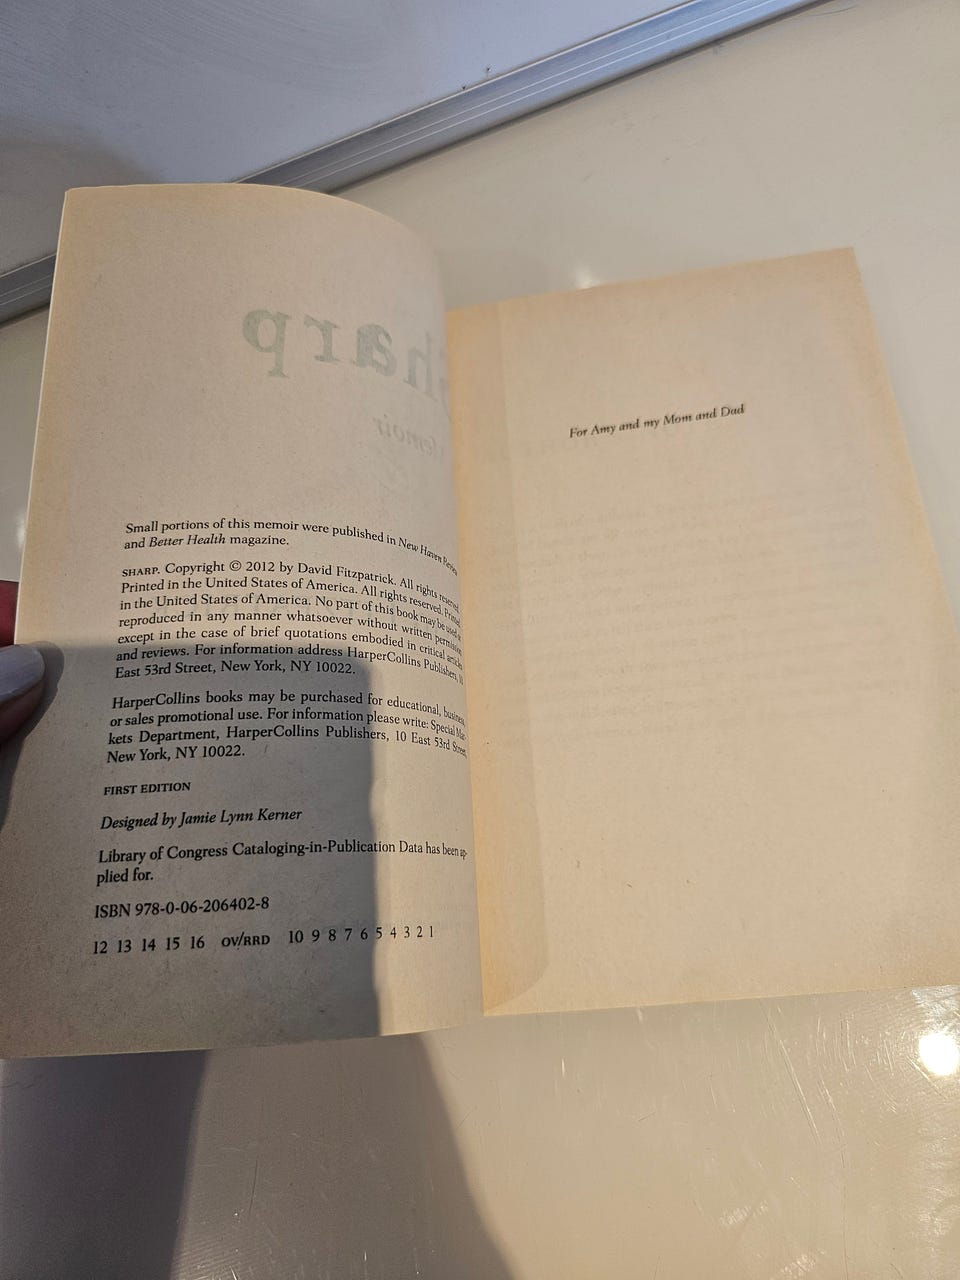 Small portions of this memoir were published in New Haven Review
and Better Health magazine.
SHARP. Copyright © 2012 by David Fitzpatrick. All rights reserved.
Printed in the United States of America. All rights reserved. Printed
in the United States of America. No part of this book may be used or
reproduced in any manner whatsoever without written permission
except in the case of brief quotations embodied in critical articles
and reviews. For information address HarperCollins Publishers, 10
East 53rd Street, New York, NY 10022.
HarperCollins books may be purchased for educational, business,
or sales promotional use. For information please write: Special Mar-
kets Department, HarperCollins Publishers, 10 East 53rd Street,
New York, NY 10022.
FIRST EDITION
Designed by Jamie Lynn Kerner
Library of Congress Cataloging-in-Publication Data has been ap-
plied for.
ISBN 978-0-06-206402-8
12 13 14 15 16 OV/RRD 10 9 8 7 6 5 4 3 2 1
For Amy and my Mom and Dad